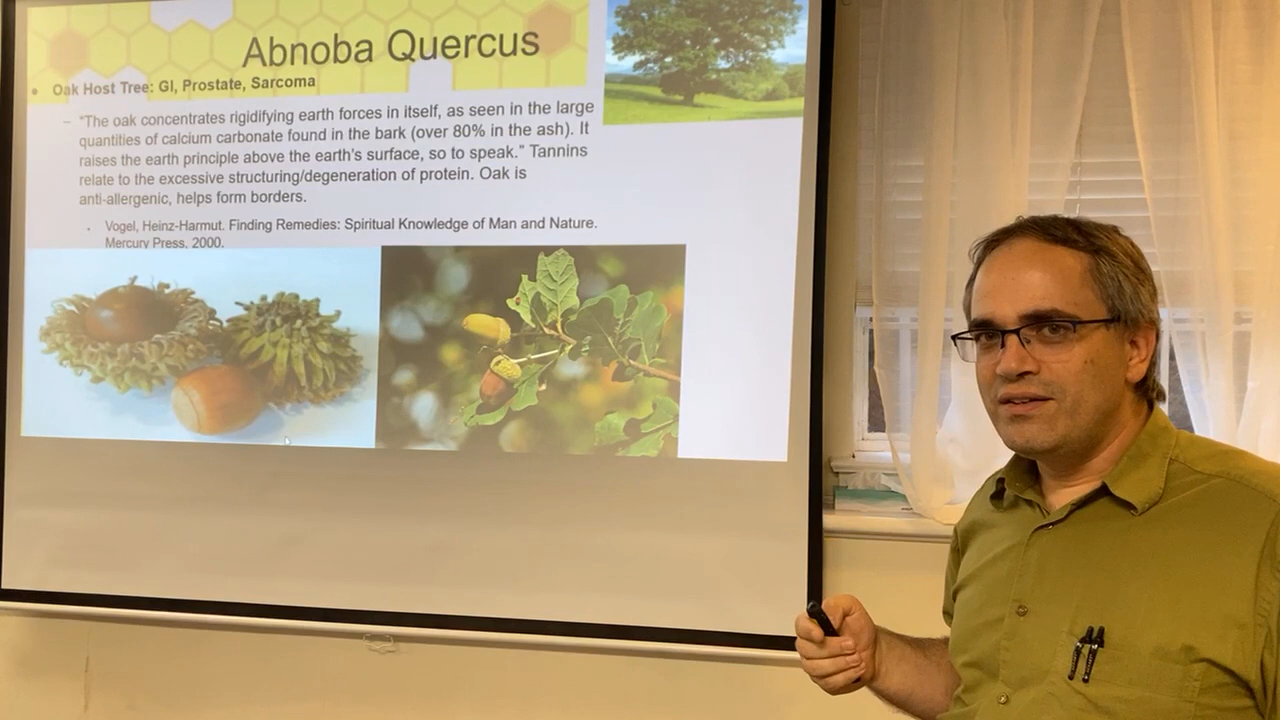 Abnoba Quercus
• Oak Host Tree: GI, Prostate, Sarcoma
– “The oak concentrates rigidifying earth forces in itself, as seen in the large
quantities of calcium carbonate found in the bark (over 80% in the ash). It
raises the earth principle above the earth’s surface, so to speak.” Tannins
relate to the excessive structuring/degeneration of protein. Oak is
anti-allergenic, helps form borders.
. Vogel, Heinz-Harmut. Finding Remedies: Spiritual Knowledge of Man and Nature.
Mercury Press, 2000.